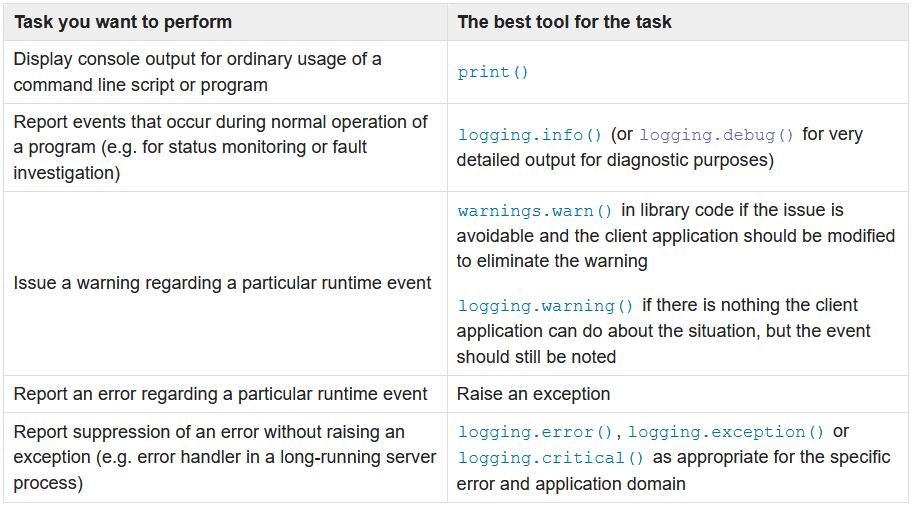 Task you want to perform
The best tool for the task
Display console output for ordinary usage of a
command line script or program
print()
Report events that occur during normal operation of
a program (e.g. for status monitoring or fault
investigation)
logging.info() (or logging.debug() for very
detailed output for diagnostic purposes)
Issue a warning regarding a particular runtime event
warnings.warn() in library code if the issue is
avoidable and the client application should be modified
to eliminate the warning
logging.warning() if there is nothing the client
application can do about the situation, but the event
should still be noted
Report an error regarding a particular runtime event
Raise an exception
Report suppression of an error without raising an
exception (e.g. error handler in a long-running server
process)
logging.error(), logging.exception() or
logging.critical() as appropriate for the specific
error and application domain